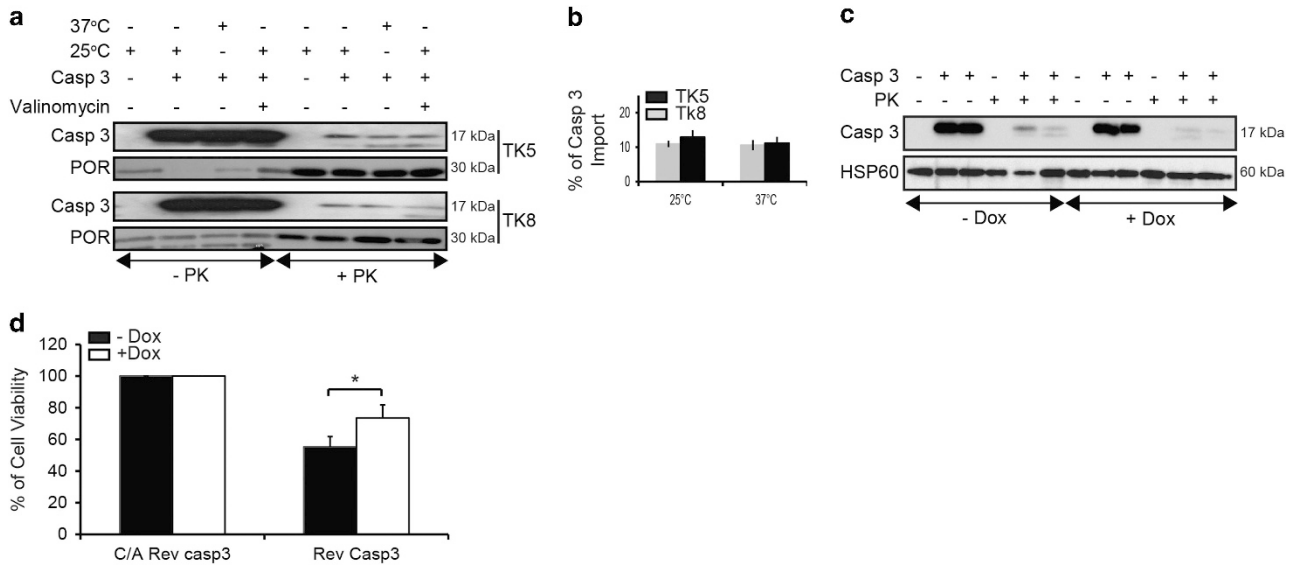 a
37°C - - + - - - + -
25°C + + - + + + - +
Casp 3 - + + + - + + +
Valinomycin - - - + - - - +
Casp 3 17 kDa
POR 30 kDa
TK5
Casp 3 17 kDa
POR 30 kDa
TK8
- PK + PK
b
TK5
Tk8
% of Casp 3 Import
20
10
0
25°C 37°C
c
Casp 3 - + + - + + - + + - + +
PK - - - + + + - - - + + +
Casp 3 17 kDa
HSP60 60 kDa
- Dox + Dox
d
- Dox
+Dox
% of Cell Viability
120
100
80
60
40
20
0
*
C/A Rev casp3 Rev Casp3